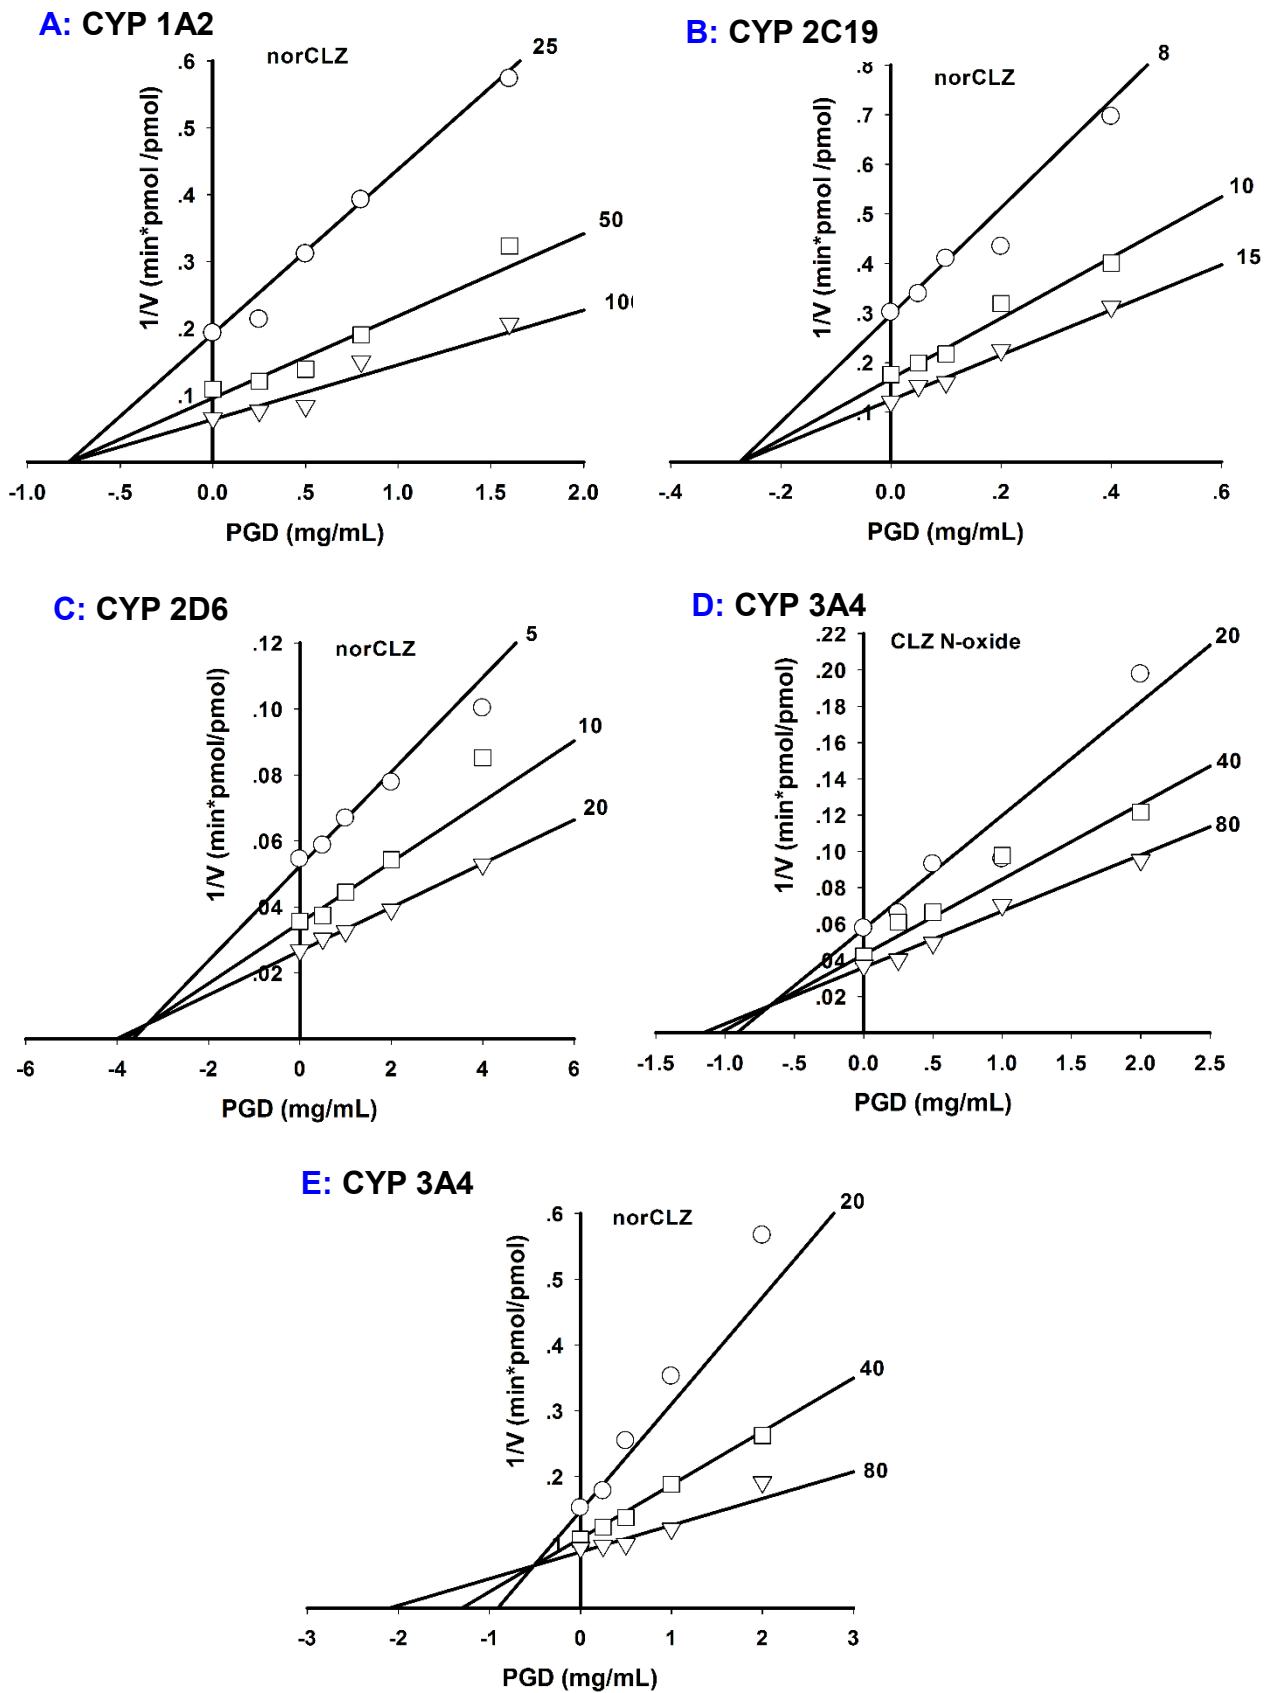 A: CYP 1A2
norCLZ
25
.6
.5
.4
.3
.2
.1
50
1/V (min*pmol /pmol)
-1.0 -.5 0.0 .5 1.0 1.5 2.0
PGD (mg/mL)
B: CYP 2C19
norCLZ
8
.8
.7
.6
.5
.4
.3
.2
.1
10
15
1/V (min*pmol /pmol)
-.4 -.2 0.0 .2 .4 .6
PGD (mg/mL)
C: CYP 2D6
norCLZ
5
.12
.10
.08
.06
.04
.02
10
20
1/V (min*pmol/pmol)
-6 -4 -2 0 2 4 6
PGD (mg/mL)
D: CYP 3A4
CLZ N-oxide
20
.22
.20
.18
.16
.14
.12
.10
.08
.06
04
.02
40
80
1/V (min*pmol/pmol)
-1.5 -1.0 -.5 0.0 .5 1.0 1.5 2.0 2.5
PGD (mg/mL)
E: CYP 3A4
norCLZ
20
.6
.5
.4
.3
.2
40
80
1/V (min*pmol/pmol)
-3 -2 -1 0 1 2 3
PGD (mg/mL)